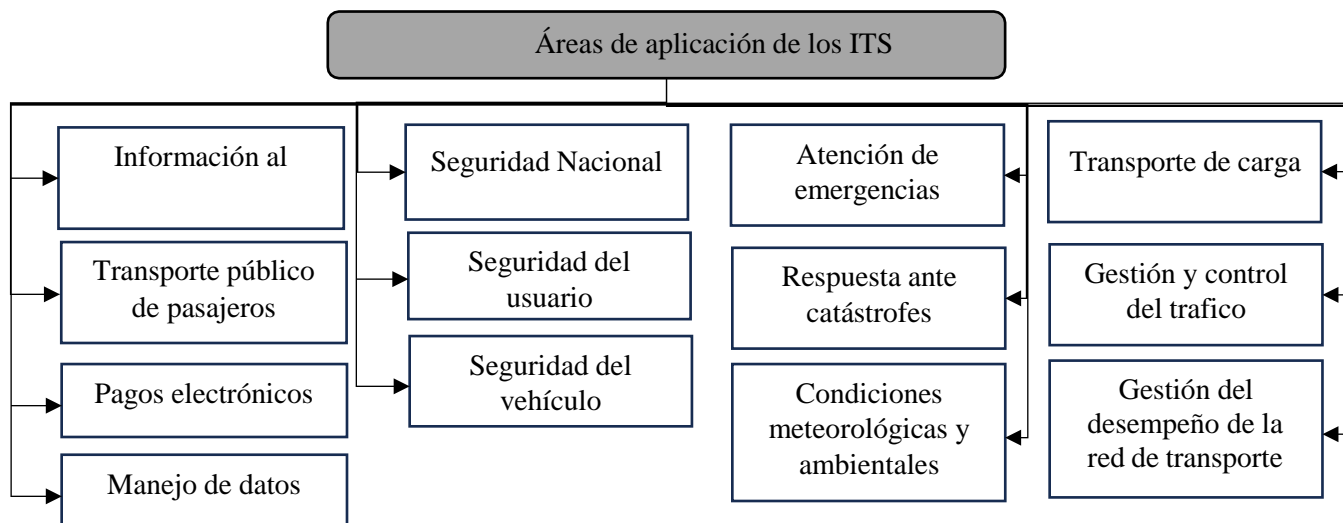 Áreas de aplicación de los ITS
Información al
Transporte público
de pasajeros
Pagos electrónicos
Manejo de datos
Seguridad Nacional
Seguridad del
usuario
Seguridad del
vehículo
Atención de
emergencias
Respuesta ante
catástrofes
Condiciones
meteorológicas y
ambientales
Transporte de carga
Gestión y control
del trafico
Gestión del
desempeño de la
red de transporte